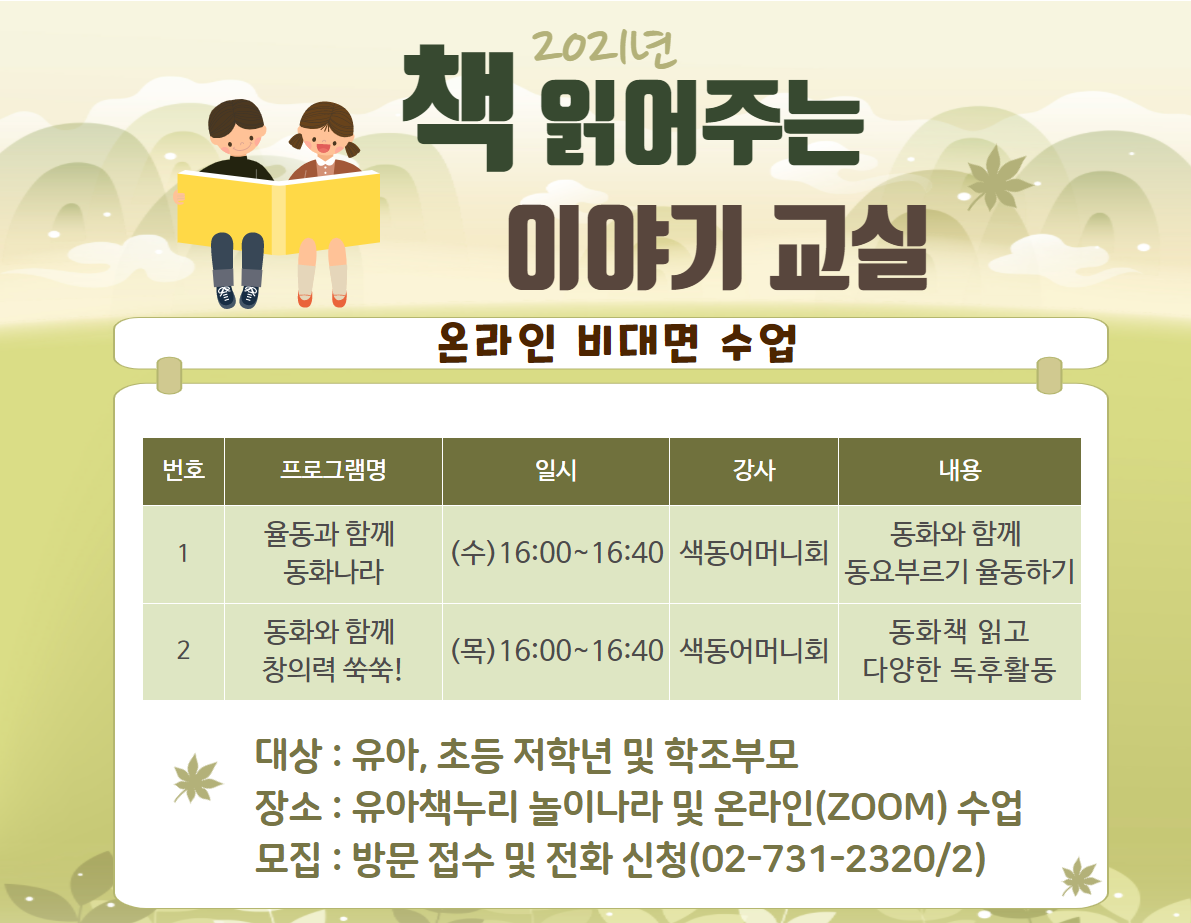 2021년
책 읽어주는
이야기 교실
온라인 비대면 수업
번호 프로그램명 일시 강사 내용
1 율동과 함께 동화나라 (수)16:00~16:40 색동어머니회 동화와 함께 동요부르기 율동하기
2 동화와 함께 창의력 쑥쑥! (목)16:00~16:40 색동어머니회 동화책 읽고 다양한 독후활동
대상 : 유아, 초등 저학년 및 학조부모
장소 : 유아책누리 놀이나라 및 온라인(ZOOM) 수업
모집 : 방문 접수 및 전화 신청(02-731-2320/2)